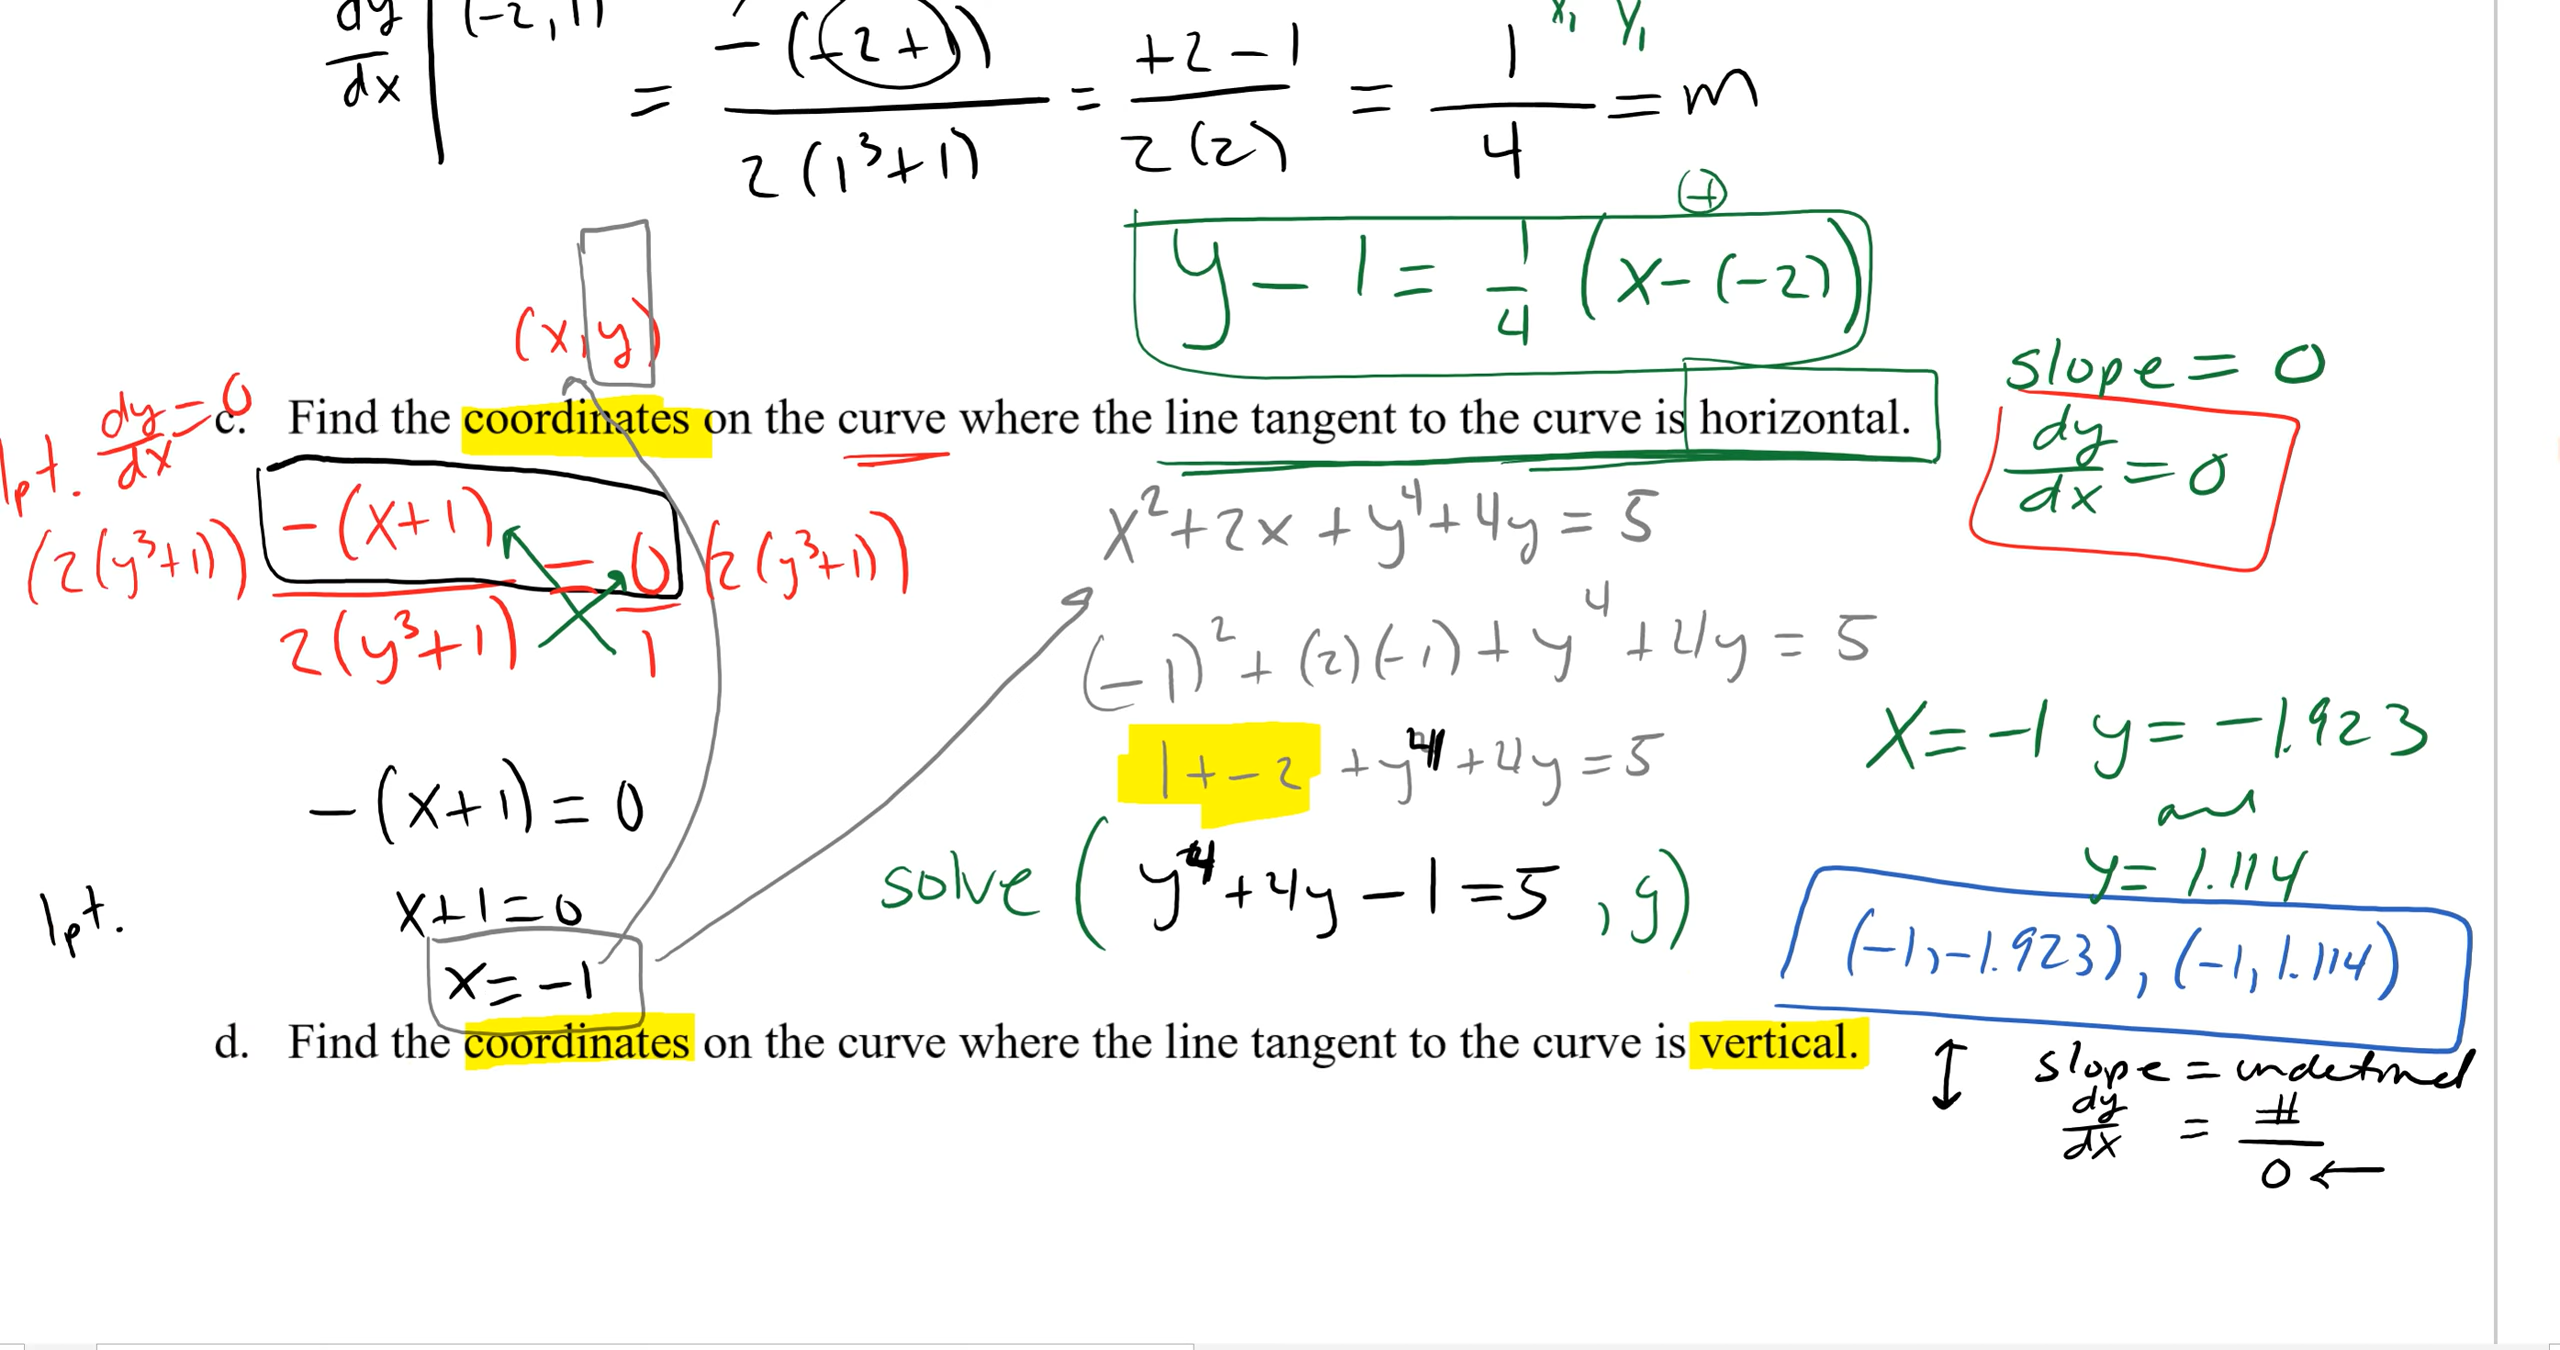 dy/dx | (-2, 1) = -(-2+1)/2(1³+1) = +2-1/2(2) = 1/4 = m
x₁ y₁
(+)
y - 1 = 1/4 (x - (-2))
(x, y)
slope = 0
dy/dx = 0
1pt. dy/dx = 0
c. Find the coordinates on the curve where the line tangent to the curve is horizontal.
(2(y³+1)) -(x+1)/2(y³+1) = 0/1 (2(y³+1))
x² + 2x + y⁴ + 4y = 5
(-1)² + (2)(-1) + y⁴ + 4y = 5
1 + -2 + y⁴ + 4y = 5
x = -1 y = -1.923
and
y = 1.114
-(x+1) = 0
solve ( y⁴ + 4y - 1 = 5 , y)
1pt.
x+1=0
x = -1
(-1, -1.923), (-1, 1.114)
d. Find the coordinates on the curve where the line tangent to the curve is vertical.
↕ slope = undefined
dy/dx = #/0 ←